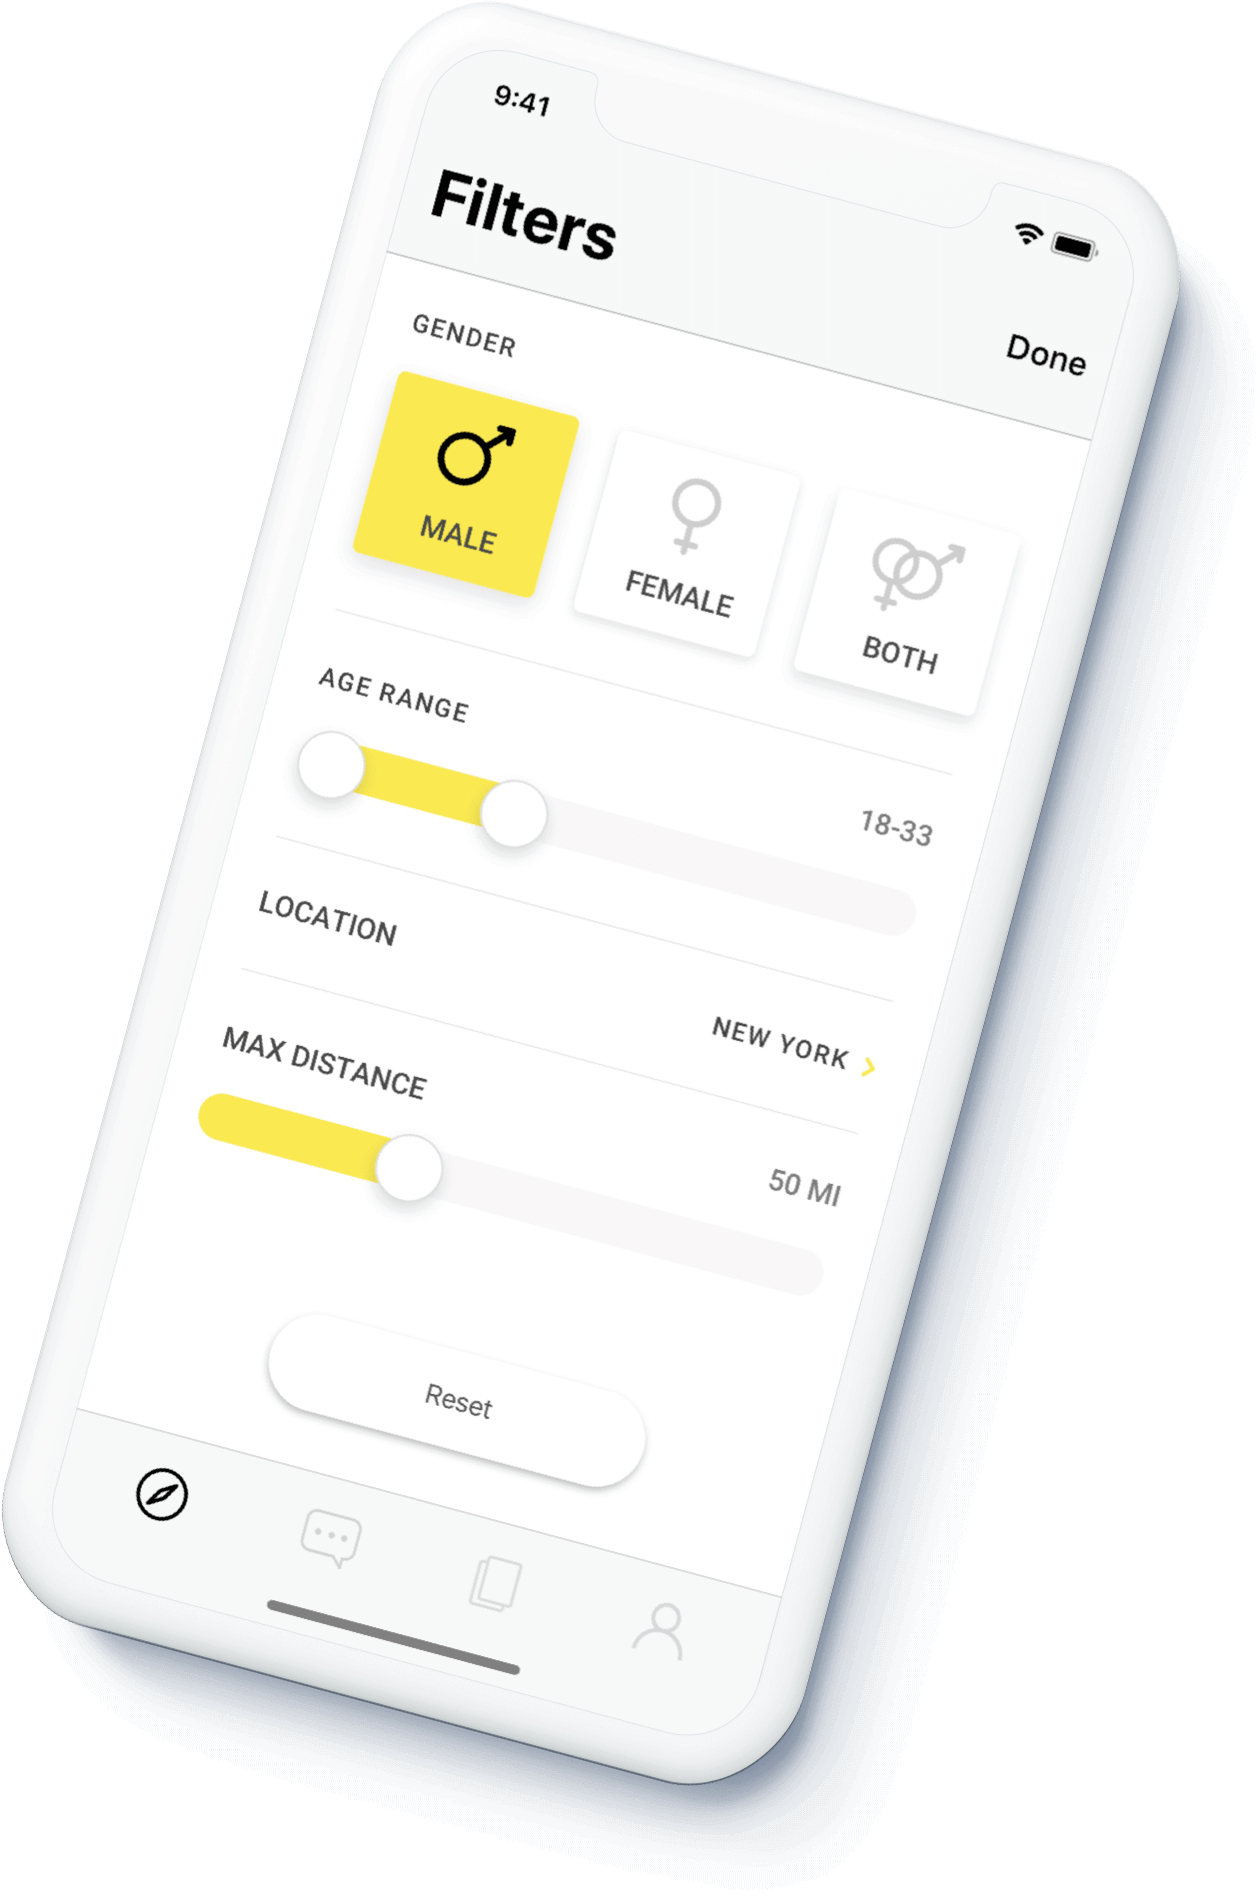 9:41
Filters
Done
GENDER
MALE
FEMALE
BOTH
AGE RANGE
18-33
LOCATION
NEW YORK
MAX DISTANCE
50 MI
Reset